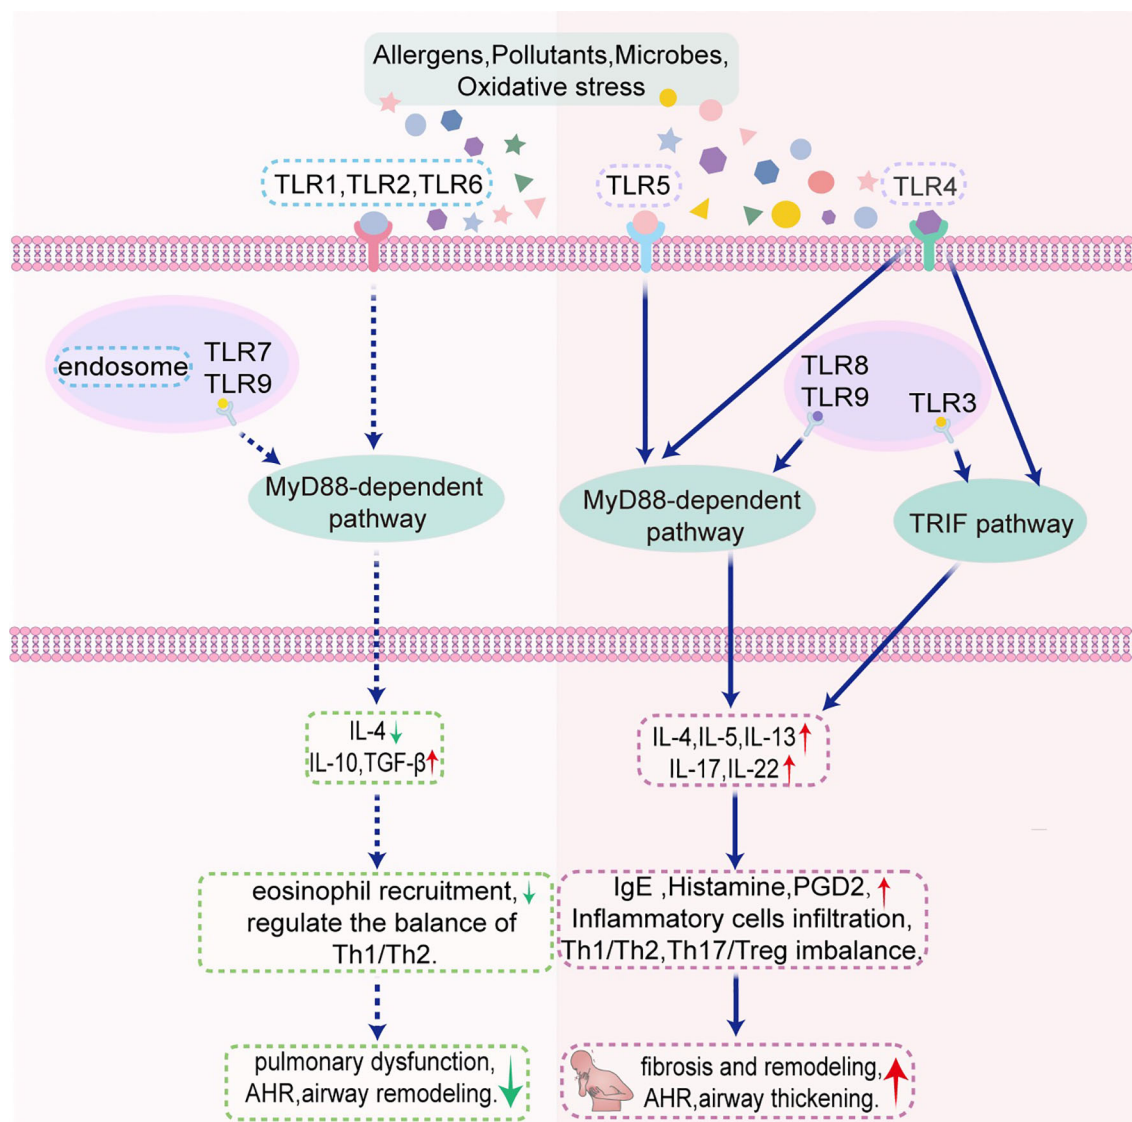 Allergens,Pollutants,Microbes,
Oxidative stress
TLR1,TLR2,TLR6
TLR5
TLR4
endosome
TLR7
TLR9
TLR8
TLR9
TLR3
MyD88-dependent
pathway
MyD88-dependent
pathway
TRIF pathway
IL-4
IL-10,TGF-β
IL-4,IL-5,IL-13
IL-17,IL-22
eosinophil recruitment,
regulate the balance of
Th1/Th2.
IgE ,Histamine,PGD2,
Inflammatory cells infiltration,
Th1/Th2,Th17/Treg imbalance.
pulmonary dysfunction,
AHR,airway remodeling.
fibrosis and remodeling,
AHR,airway thickening.